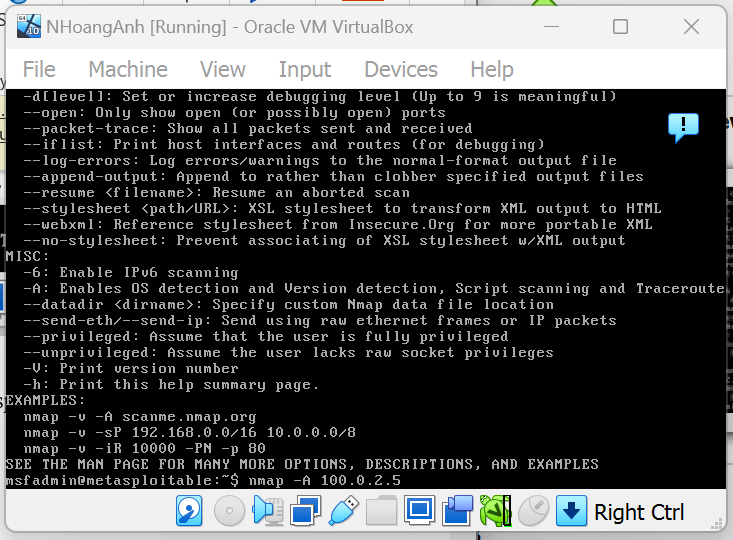 NHoangAnh [Running] - Oracle VM VirtualBox
File Machine View Input Devices Help
-d[level]: Set or increase debugging level (Up to 9 is meaningful)
--open: Only show open (or possibly open) ports
--packet-trace: Show all packets sent and received
--iflist: Print host interfaces and routes (for debugging)
--log-errors: Log errors/warnings to the normal-format output file
--append-output: Append to rather than clobber specified output files
--resume <filename>: Resume an aborted scan
--stylesheet <path/URL>: XSL stylesheet to transform XML output to HTML
--webxml: Reference stylesheet from Insecure.Org for more portable XML
--no-stylesheet: Prevent associating of XSL stylesheet w/XML output
MISC:
-6: Enable IPv6 scanning
-A: Enables OS detection and Version detection, Script scanning and Traceroute
--datadir <dirname>: Specify custom Nmap data file location
--send-eth/--send-ip: Send using raw ethernet frames or IP packets
--privileged: Assume that the user is fully privileged
--unprivileged: Assume the user lacks raw socket privileges
-V: Print version number
-h: Print this help summary page.
EXAMPLES:
nmap -v -A scanme.nmap.org
nmap -v -sP 192.168.0.0/16 10.0.0.0/8
nmap -v -iR 10000 -PN -p 80
SEE THE MAN PAGE FOR MANY MORE OPTIONS, DESCRIPTIONS, AND EXAMPLES
msfadmin@metasploitable:~$ nmap -A 100.0.2.5
Right Ctrl